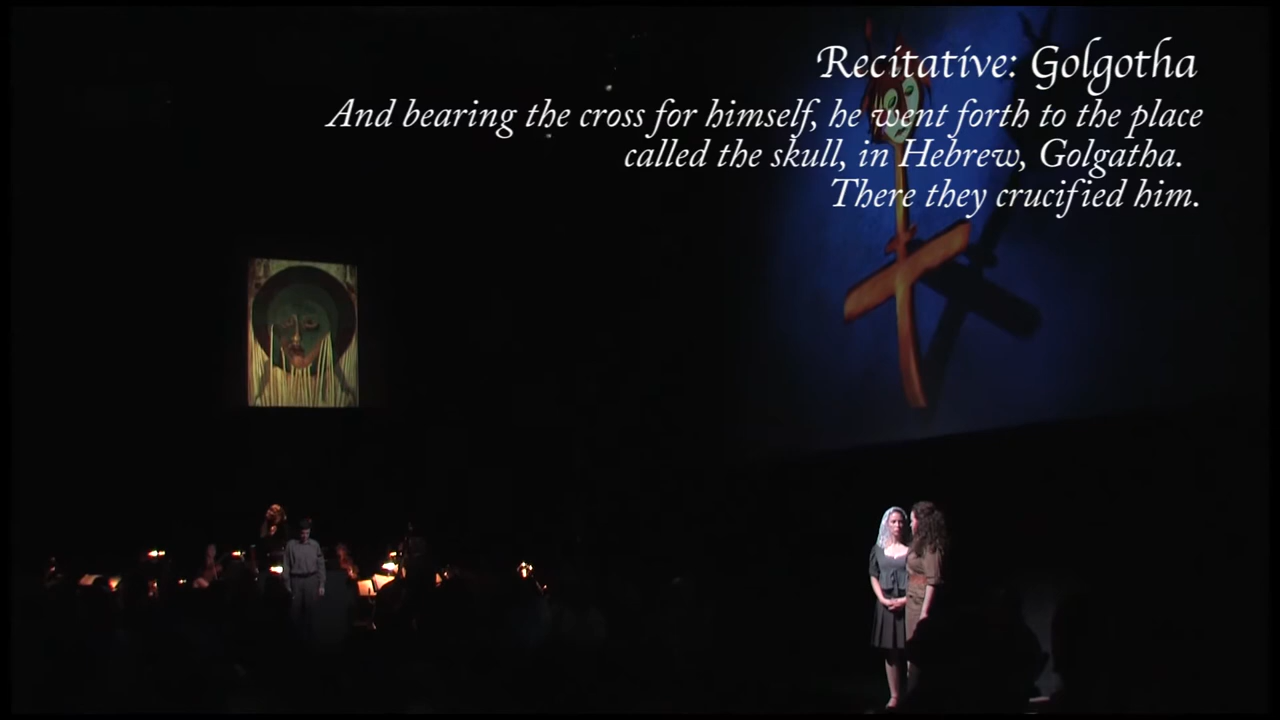 Recitative: Golgotha
And bearing the cross for himself, he went forth to the place
called the skull, in Hebrew, Golgatha.
There they crucified him.